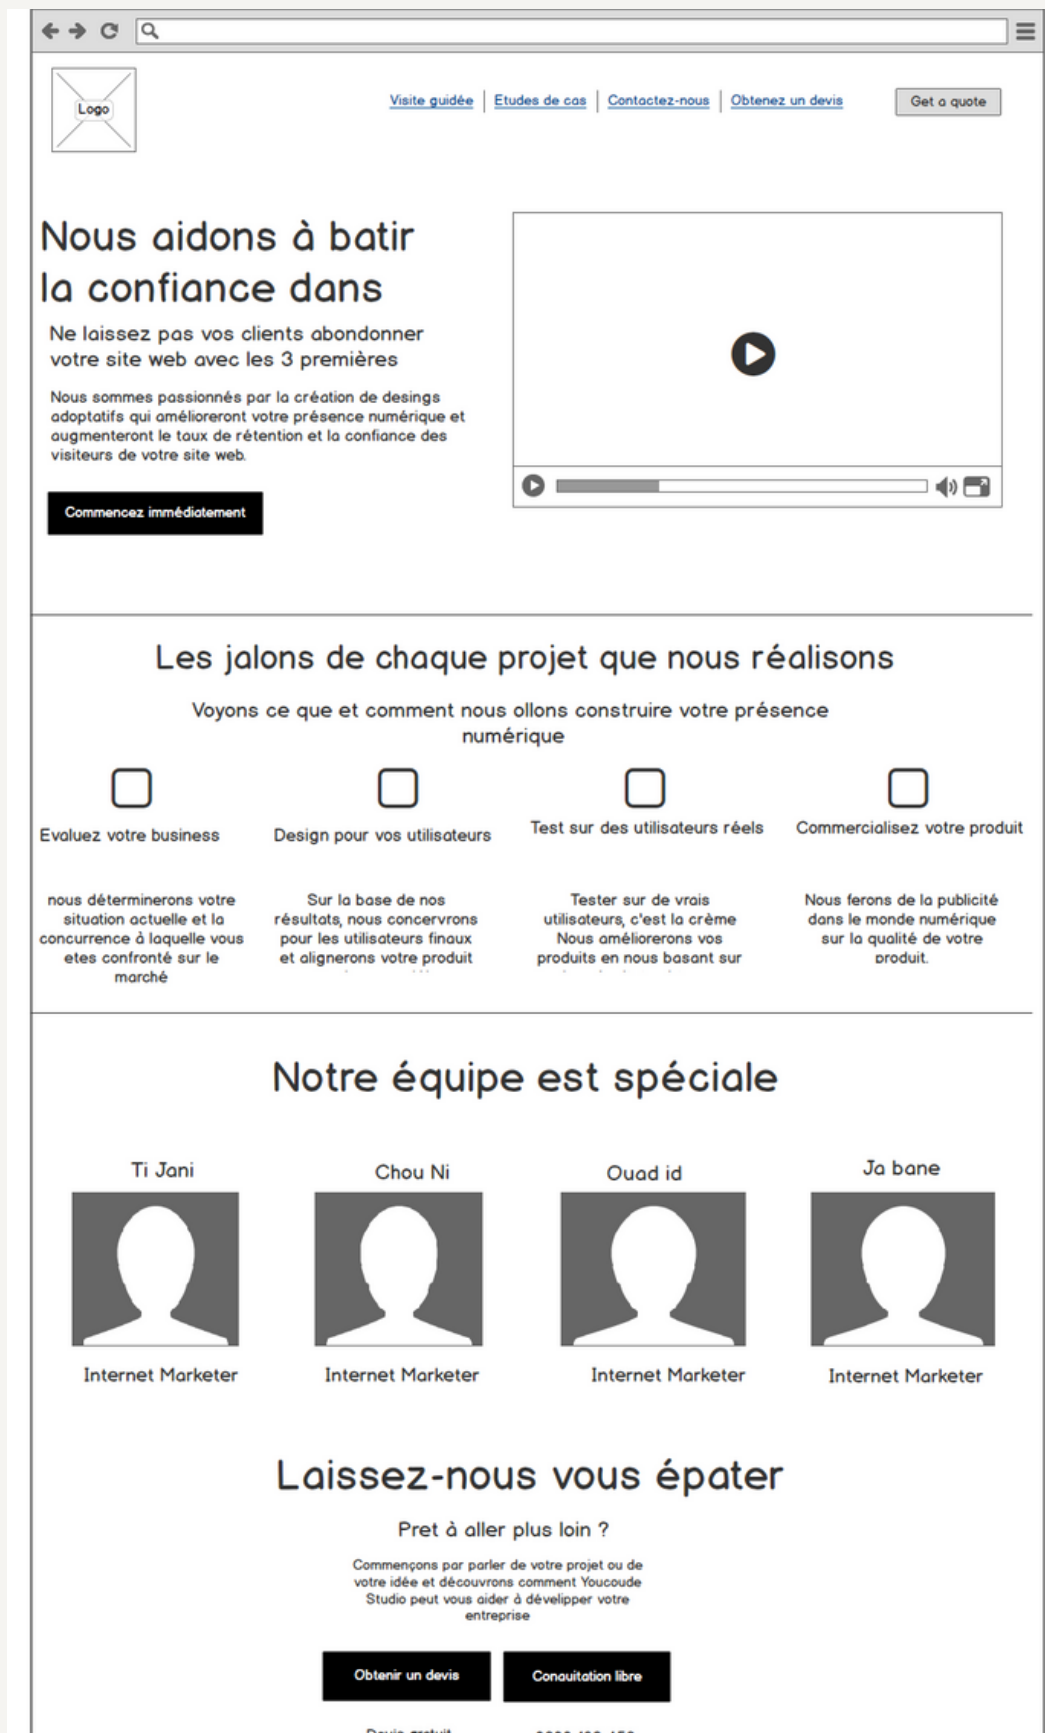 Logo
Visite guidée
Etudes de cas
Contactez-nous
Obtenez un devis
Get a quote
Nous aidons à batir
la confiance dans
Ne laissez pas vos clients abondonner
votre site web avec les 3 premières
Nous sommes passionnés par la création de desings
adoptatifs qui amélioreront votre présence numérique et
augmenteront le taux de rétention et la confiance des
visiteurs de votre site web.
Commencez immédiatement
Les jalons de chaque projet que nous réalisons
Voyons ce que et comment nous ollons construire votre présence
numérique
Evaluez votre business
nous déterminerons votre
situation actuelle et la
concurrence à laquelle vous
etes confronté sur le
marché
Design pour vos utilisateurs
Sur la base de nos
résultats, nous concervrons
pour les utilisateurs finaux
et alignerons votre produit
Test sur des utilisateurs réels
Tester sur de vrais
utilisateurs, c'est la crème
Nous améliorerons vos
produits en nous basant sur
Commercialisez votre produit
Nous ferons de la publicité
dans le monde numérique
sur la qualité de votre
produit.
Notre équipe est spéciale
Ti Jani
Internet Marketer
Chou Ni
Internet Marketer
Ouad id
Internet Marketer
Ja bane
Internet Marketer
Laissez-nous vous épater
Pret à aller plus loin ?
Commençons par parler de votre projet ou de
votre idée et découvrons comment Youcoude
Studio peut vous aider à dévelipper votre
entreprise
Obtenir un devis
Conauitation libre
Devis gratuit